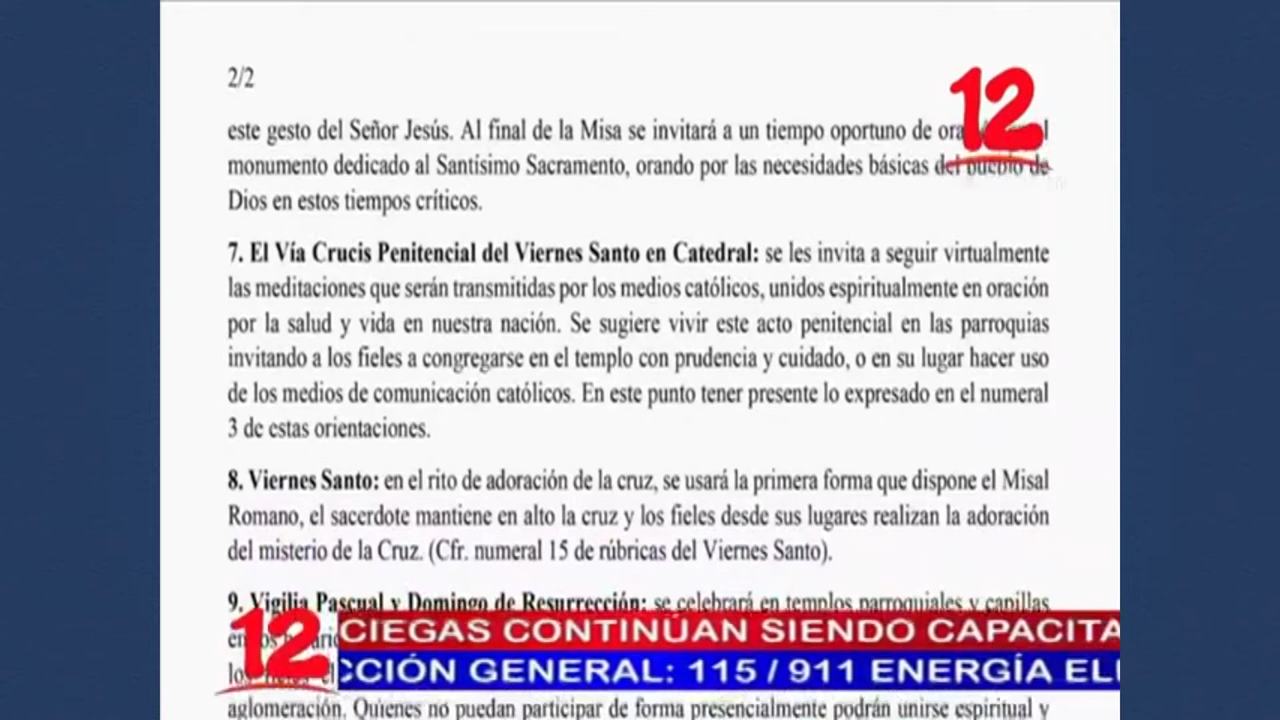 2/2
12
este gesto del Señor Jesús. Al final de la Misa se invitará a un tiempo oportuno de
monumento dedicado al Santísimo Sacramento, orando por las necesidades básicas del pueblo de
Dios en estos tiempos críticos.
7. El Vía Crucis Penitencial del Viernes Santo en Catedral: se les invita a seguir virtualmente
las meditaciones que serán transmitidas por los medios católicos, unidos espiritualmente en oración
por la salud y vida en nuestra nación. Se sugiere vivir este acto penitencial en las parroquias
invitando a los fieles a congregarse en el templo con prudencia y cuidado, o en su lugar hacer uso
de los medios de comunicación católicos. En este punto tener presente lo expresado en el numeral
3 de estas orientaciones.
8. Viernes Santo: en el rito de adoración de la cruz, se usará la primera forma que dispone el Misal
Romano, el sacerdote mantiene en alto la cruz y los fieles desde sus lugares realizan la adoración
del misterio de la Cruz. (Cfr. numeral 15 de rúbricas del Viernes Santo).
9. Vigilia Pascual y Domingo de Resurrección: se celebrará en templos parroquiales y capillas
12
CIEGAS CONTINÚAN SIENDO CAPACITA
CCIÓN GENERAL: 115 / 911 ENERGÍA EL
aglomeración. Quienes no puedan participar de forma presencialmente podrán unirse espiritual y